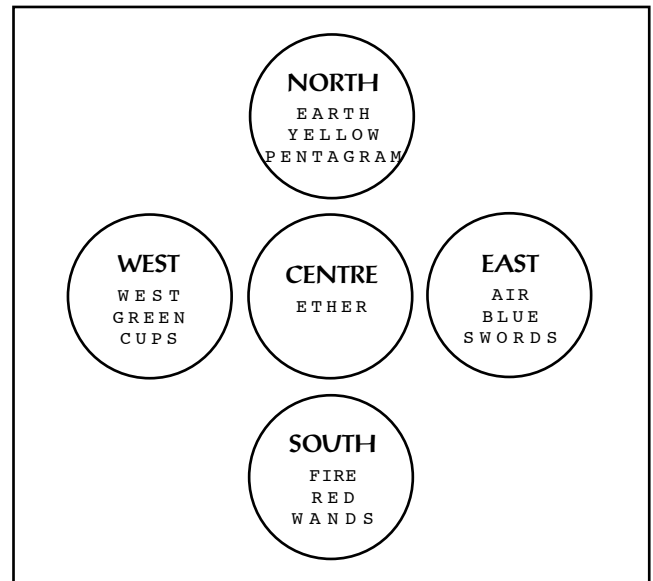 NORTH
EARTH
YELLOW
PENTAGRAM
WEST
WEST
GREEN
CUPS
CENTRE
ETHER
EAST
AIR
BLUE
SWORDS
SOUTH
FIRE
RED
WANDS